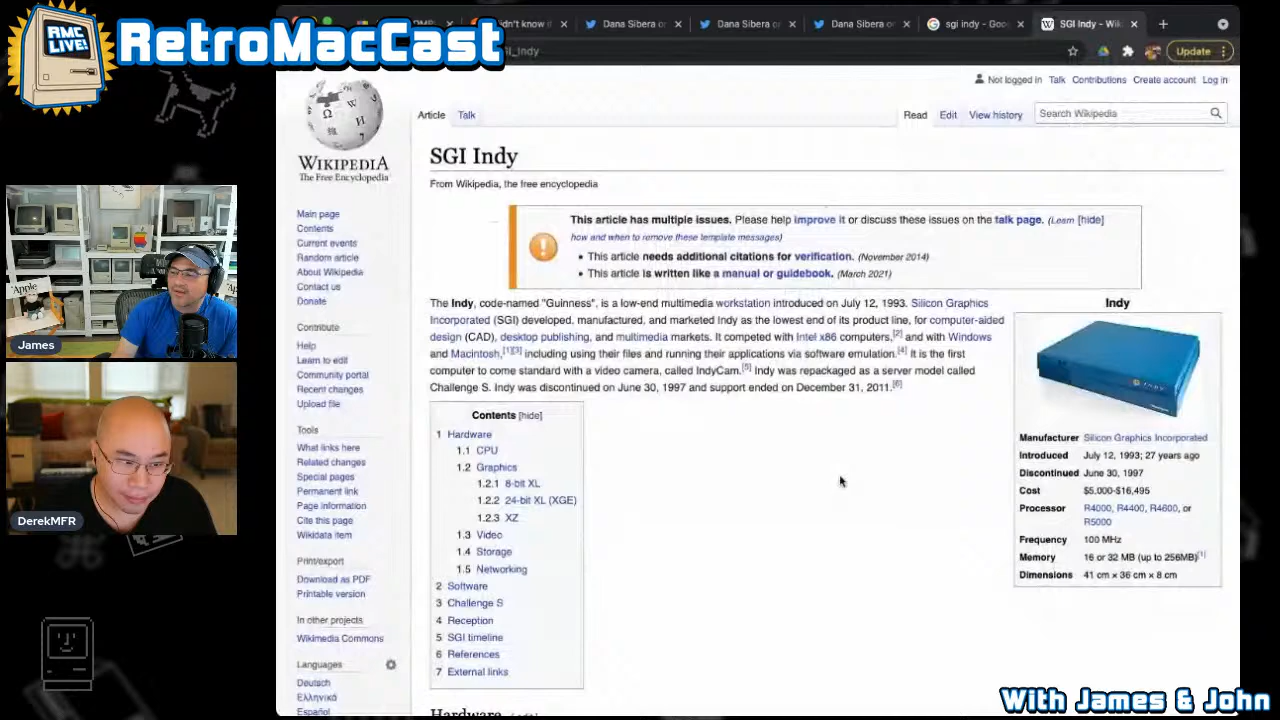 RMC
LIVE!
RetroMacCast
Dana Sibera
Dana Sibera
Dana Sibera
sgi indy - Goo
SGI Indy - Wi
Update
Not logged in Talk Contributions Create account Log in
Article Talk
Read Edit View history Search Wikipedia
WIKIPEDIA
The Free Encyclopedia
Main page
Contents
Current events
Random article
About Wikipedia
Contact us
Donate
Contribute
Help
Learn to edit
Community portal
Recent changes
Upload file
Tools
What links here
Related changes
Special pages
Permanent link
Page information
Cite this page
Wikidata item
Print/export
Download as PDF
Printable version
In other projects
Wikimedia Commons
Languages
Deutsch
Ελληνικά
Español
SGI Indy
From Wikipedia, the free encyclopedia
This article has multiple issues. Please help improve it or discuss these issues on the talk page. (Learn [hide]
how and when to remove these template messages)
• This article needs additional citations for verification. (November 2014)
• This article is written like a manual or guidebook. (March 2021)
The Indy, code-named "Guinness", is a low-end multimedia workstation introduced on July 12, 1993. Silicon Graphics
Incorporated (SGI) developed, manufactured, and marketed Indy as the lowest end of its product line, for computer-aided
design (CAD), desktop publishing, and multimedia markets. It competed with Intel x86 computers,[2] and with Windows
and Macintosh,[1][3] including using their files and running their applications via software emulation.[4] It is the first
computer to come standard with a video camera, called IndyCam.[5] Indy was repackaged as a server model called
Challenge S. Indy was discontinued on June 30, 1997 and support ended on December 31, 2011.[6]
Contents [hide]
1 Hardware
1.1 CPU
1.2 Graphics
1.2.1 8-bit XL
1.2.2 24-bit XL (XGE)
1.2.3 XZ
1.3 Video
1.4 Storage
1.5 Networking
2 Software
3 Challenge S
4 Reception
5 SGI timeline
6 References
7 External links
Hardware
Indy
Manufacturer Silicon Graphics Incorporated
Introduced July 12, 1993; 27 years ago
Discontinued June 30, 1997
Cost $5,000-$16,495
Processor R4000, R4400, R4600, or
R5000
Frequency 100 MHz
Memory 16 or 32 MB (up to 256MB)[1]
Dimensions 41 cm × 36 cm × 8 cm
Apple
James
DerekMFR
With James & John